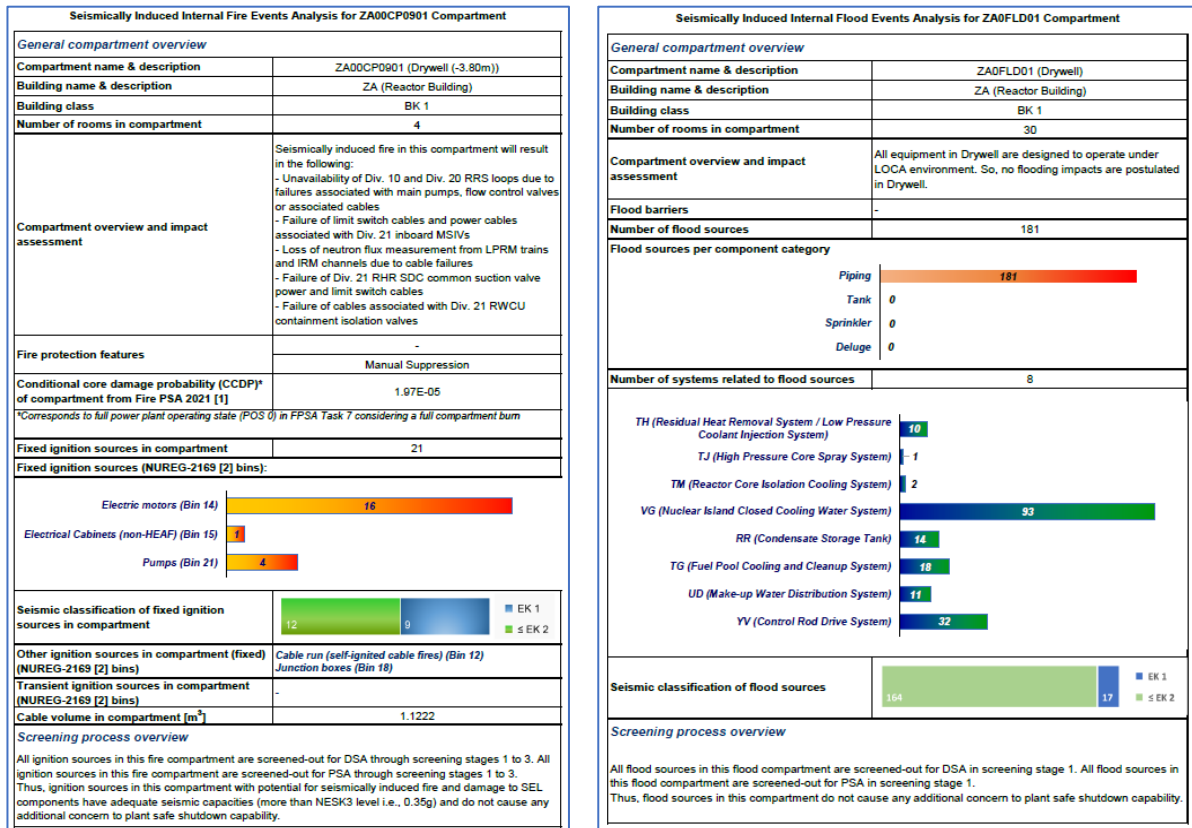 Seismically Induced Internal Fire Events Analysis for ZA00CP0901 Compartment
General compartment overview
Compartment name & description
ZA00CP0901 (Drywell (-3.80m))
Building name & description
ZA (Reactor Building)
Building class
BK 1
Number of rooms in compartment
4
Compartment overview and impact
assessment
Seismically induced fire in this compartment will result
in the following:
- Unavailability of Div. 10 and Div. 20 RRS loops due to
failures associated with main pumps, flow control valves
or associated cables
- Failure of limit switch cables and power cables
associated with Div. 21 inboard MSIVs
- Loss of neutron flux measurement from LPRM trains
and IRM channels due to cable failures
- Failure of Div. 21 RHR SDC common suction valve
power and limit switch cables
- Failure of cables associated with Div. 21 RWCU
containment isolation valves
Fire protection features
-
Manual Suppression
Conditional core damage probability (CCDP)*
of compartment from Fire PSA 2021 [1]
1.97E-05
*Corresponds to full power plant operating state (POS 0) in FPSA Task 7 considering a full compartment burn
Fixed ignition sources in compartment
21
Fixed ignition sources (NUREG-2169 [2] bins):
Electric motors (Bin 14)
16
Electrical Cabinets (non-HEAF) (Bin 15)
1
Pumps (Bin 21)
4
Seismic classification of fixed ignition
sources in compartment
12
9
EK 1
≤ EK 2
Other ignition sources in compartment (fixed)
(NUREG-2169 [2] bins)
Cable run (self-ignited cable fires) (Bin 12)
Junction boxes (Bin 18)
Transient ignition sources in compartment
(NUREG-2169 [2] bins)
-
Cable volume in compartment [m³]
1.1222
Screening process overview
All ignition sources in this fire compartment are screened-out for DSA through screening stages 1 to 3. All
ignition sources in this fire compartment are screened-out for PSA through screening stages 1 to 3.
Thus, ignition sources in this compartment with potential for seismically induced fire and damage to SEL
components have adequate seismic capacities (more than NESK3 level i.e., 0.35g) and do not cause any
additional concern to plant safe shutdown capability.
Seismically Induced Internal Flood Events Analysis for ZA0FLD01 Compartment
General compartment overview
Compartment name & description
ZA0FLD01 (Drywell)
Building name & description
ZA (Reactor Building)
Building class
BK 1
Number of rooms in compartment
30
Compartment overview and impact
assessment
All equipment in Drywell are designed to operate under
LOCA environment. So, no flooding impacts are postulated
in Drywell.
Flood barriers
-
Number of flood sources
181
Flood sources per component category
Piping
181
Tank
0
Sprinkler
0
Deluge
0
Number of systems related to flood sources
8
TH (Residual Heat Removal System / Low Pressure
Coolant Injection System)
10
TJ (High Pressure Core Spray System)
1
TM (Reactor Core Isolation Cooling System)
2
VG (Nuclear Island Closed Cooling Water System)
93
RR (Condensate Storage Tank)
14
TG (Fuel Pool Cooling and Cleanup System)
18
UD (Make-up Water Distribution System)
11
YV (Control Rod Drive System)
32
Seismic classification of flood sources
164
17
EK 1
≤ EK 2
Screening process overview
All flood sources in this flood compartment are screened-out for DSA in screening stage 1. All flood sources in
this flood compartment are screened-out for PSA in screening stage 1.
Thus, flood sources in this compartment do not cause any additional concern to plant safe shutdown capability.